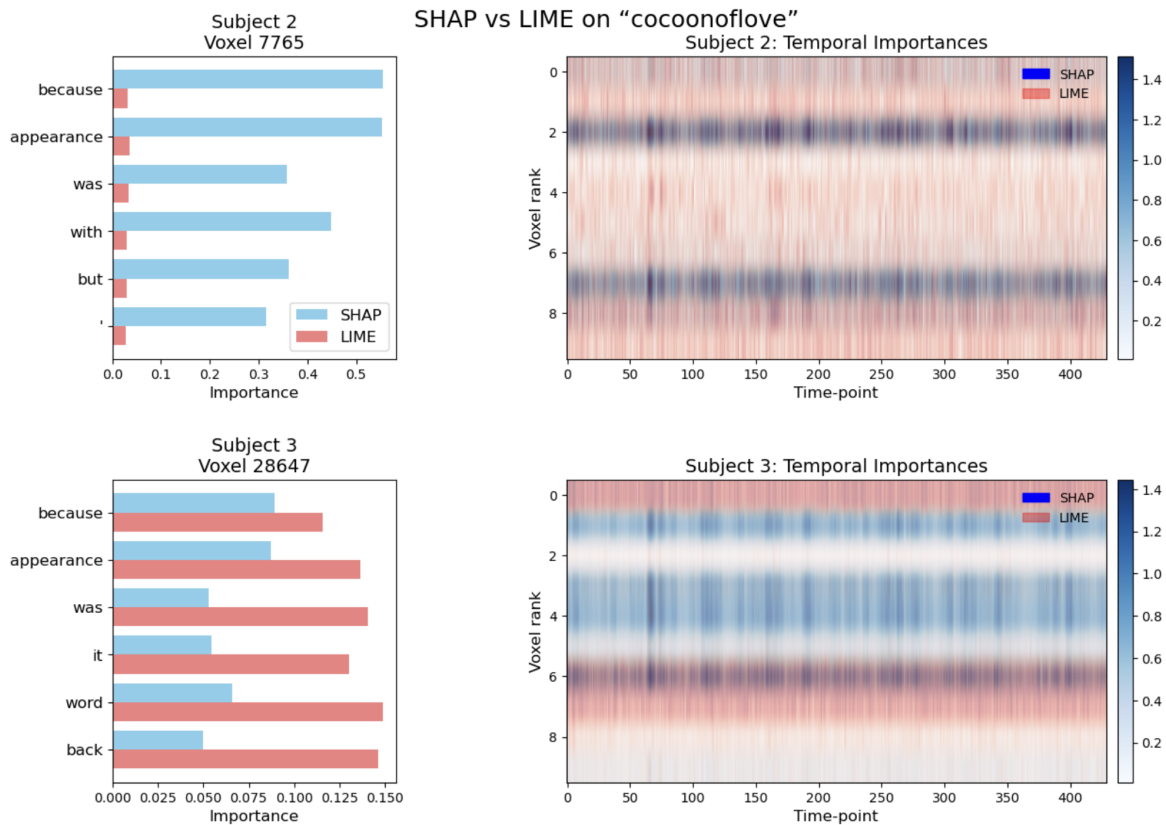 SHAP vs LIME on “cocoonoflove”
Subject 2
Voxel 7765
because
appearance
was
with
but
SHAP
LIME
0.0 0.1 0.2 0.3 0.4 0.5
Importance
Subject 2: Temporal Importances
SHAP
LIME
Voxel rank
0
2
4
6
8
0 50 100 150 200 250 300 350 400
Time-point
1.4
1.2
1.0
0.8
0.6
0.4
0.2
Subject 3
Voxel 28647
because
appearance
was
it
word
back
0.000 0.025 0.050 0.075 0.100 0.125 0.150
Importance
Subject 3: Temporal Importances
SHAP
LIME
Voxel rank
0
2
4
6
8
0 50 100 150 200 250 300 350 400
Time-point
1.4
1.2
1.0
0.8
0.6
0.4
0.2